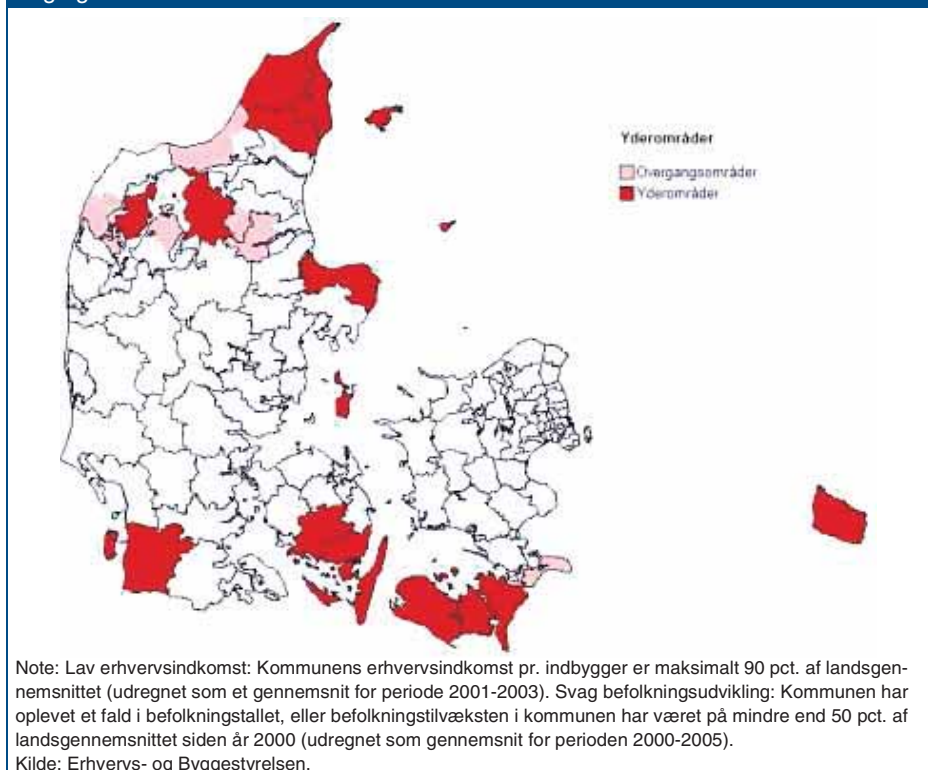 Yderområder
Overgangsområder
Yderområder
Note: Lav erhvervsindkomst: Kommunens erhvervsindkomst pr. indbygger er maksimalt 90 pct. af landsgen-
nemsnittet (udregnet som et gennemsnit for periode 2001-2003). Svag befolkningsudvikling: Kommunen har
oplevet et fald i befolkningstallet, eller befolkningstilvæksten i kommunen har været på mindre end 50 pct. af
landsgennemsnittet siden år 2000 (udregnet som gennemsnit for perioden 2000-2005).
Kilde: Erhvervs- og Byggestyrelsen.